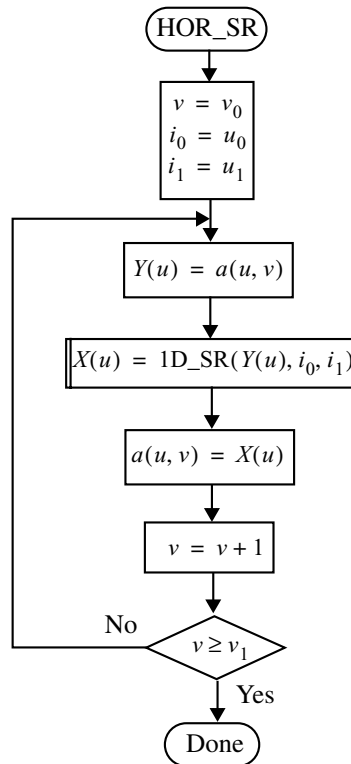 HOR_SR
v = v₀
i₀ = u₀
i₁ = u₁
Y(u) = a(u, v)
X(u) = 1D_SR(Y(u), i₀, i₁)
a(u, v) = X(u)
v = v + 1
No
v ≥ v₁
Yes
Done